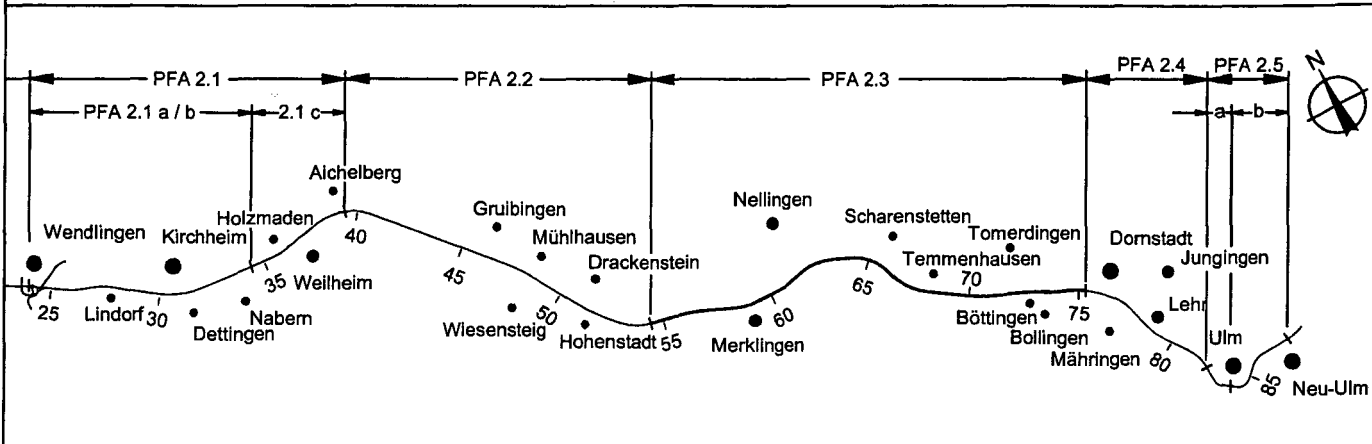 N
PFA 2.1
PFA 2.2
PFA 2.3
PFA 2.4
PFA 2.5
PFA 2.1 a / b
2.1 c
a
b
Aichelberg
Holzmaden
Wendlingen
Kirchheim
Weilheim
Lindorf
Dettingen
Nabern
Gruibingen
Mühlhausen
Drackenstein
Wiesensteig
Hohenstadt
Nellingen
Merklingen
Scharenstetten
Temmenhausen
Tomerdingen
Böttingen
Bollingen
Mähringen
Dornstadt
Jungingen
Lehr
Ulm
Neu-Ulm
25
30
35
40
45
50
55
60
65
70
75
80
85